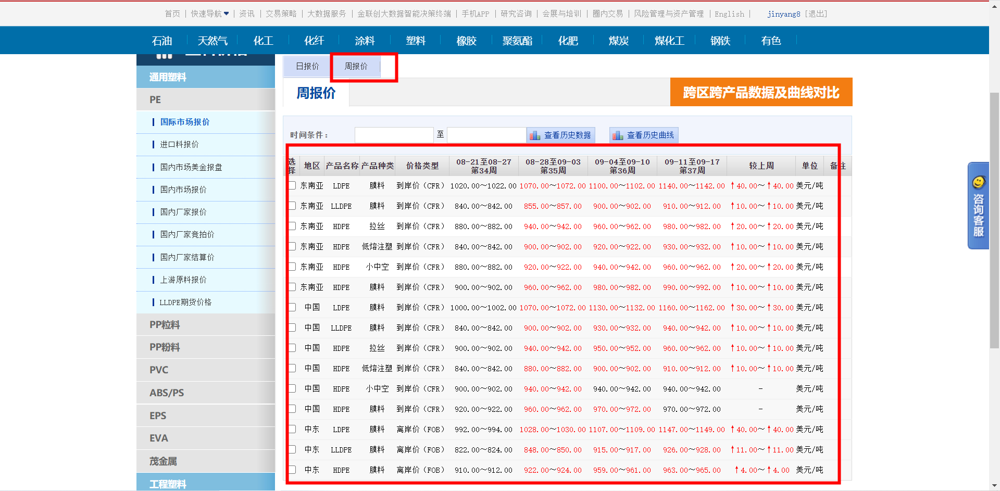 首页 | 快速导航 | 资讯 | 交易策略 | 大数据服务 | 金联创大数据智能决策终端 | 手机APP | 研究咨询 | 会展与培训 | 圈内交易 | 风险管理与资产管理 | English | jinyang8 [退出]
石油 天然气 化工 化纤 涂料 塑料 橡胶 聚氨酯 化肥 煤炭 煤化工 钢铁 有色
通用塑料
PE
国际市场报价
进口料报价
国内市场美金报盘
国内市场报价
国内厂家报价
国内厂家竞拍价
国内厂家结算价
上游原料报价
LLDPE期货价格
PP粒料
PP粉料
PVC
ABS/PS
EPS
EVA
茂金属
工程塑料
日报价 周报价
周报价
跨区跨产品数据及曲线对比
时间条件： 至 查看历史数据 查看历史曲线
选择 地区 产品名称 产品种类 价格类型 08-21至08-27 第34周 08-28至09-03 第35周 09-04至09-10 第36周 09-11至09-17 第37周 较上周 单位 备注
东南亚 LDPE 膜料 到岸价（CFR） 1020.00～1022.00 1070.00～1072.00 1100.00～1102.00 1140.00～1142.00 ↑40.00～↑40.00 美元/吨
东南亚 LLDPE 膜料 到岸价（CFR） 840.00～842.00 855.00～857.00 900.00～902.00 910.00～912.00 ↑10.00～↑10.00 美元/吨
东南亚 HDPE 拉丝 到岸价（CFR） 880.00～882.00 940.00～942.00 960.00～962.00 980.00～982.00 ↑20.00～↑20.00 美元/吨
东南亚 HDPE 低熔注塑 到岸价（CFR） 840.00～842.00 900.00～902.00 920.00～922.00 930.00～932.00 ↑10.00～↑10.00 美元/吨
东南亚 HDPE 小中空 到岸价（CFR） 880.00～882.00 920.00～922.00 940.00～942.00 960.00～962.00 ↑20.00～↑20.00 美元/吨
东南亚 HDPE 膜料 到岸价（CFR） 900.00～902.00 960.00～962.00 980.00～982.00 990.00～992.00 ↑10.00～↑10.00 美元/吨
中国 LDPE 膜料 到岸价（CFR） 1000.00～1002.00 1070.00～1072.00 1130.00～1132.00 1160.00～1162.00 ↑30.00～↑30.00 美元/吨
中国 LLDPE 膜料 到岸价（CFR） 840.00～842.00 900.00～902.00 930.00～932.00 940.00～942.00 ↑10.00～↑10.00 美元/吨
中国 HDPE 拉丝 到岸价（CFR） 900.00～902.00 940.00～942.00 950.00～952.00 960.00～962.00 ↑10.00～↑10.00 美元/吨
中国 HDPE 低熔注塑 到岸价（CFR） 840.00～842.00 880.00～882.00 900.00～902.00 910.00～912.00 ↑10.00～↑10.00 美元/吨
中国 HDPE 小中空 到岸价（CFR） 900.00～902.00 940.00～942.00 940.00～942.00 940.00～942.00 － 美元/吨
中国 HDPE 膜料 到岸价（CFR） 920.00～922.00 960.00～962.00 970.00～972.00 970.00～972.00 － 美元/吨
中东 LDPE 膜料 离岸价（FOB） 992.00～994.00 1028.00～1030.00 1107.00～1109.00 1147.00～1149.00 ↑40.00～↑40.00 美元/吨
中东 LLDPE 膜料 离岸价（FOB） 822.00～824.00 848.00～850.00 915.00～917.00 926.00～928.00 ↑11.00～↑11.00 美元/吨
中东 HDPE 膜料 离岸价（FOB） 910.00～912.00 922.00～924.00 959.00～961.00 963.00～965.00 ↑4.00～↑4.00 美元/吨
咨询客服